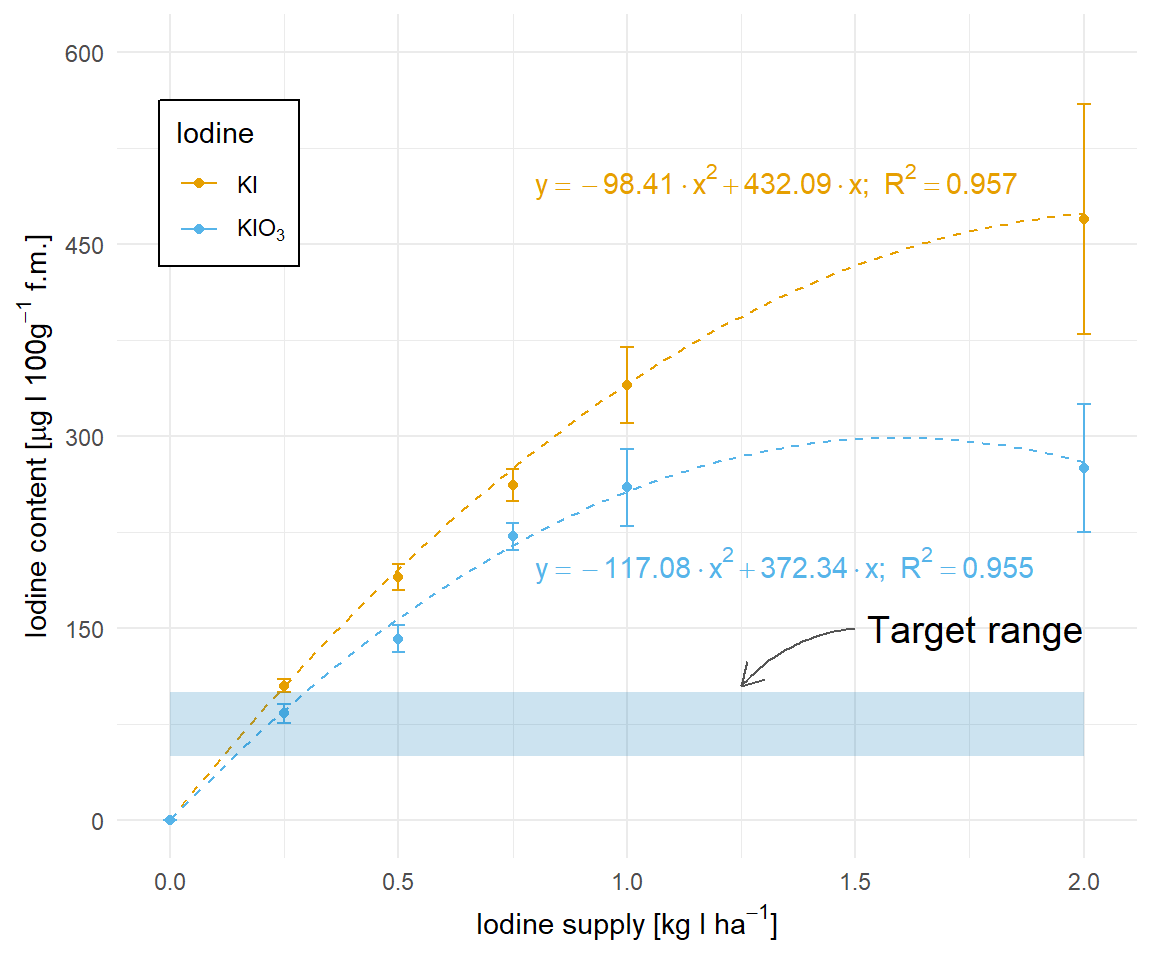 600
450
300
150
0
Iodine content [µg I 100g⁻¹ f.m.]
Iodine
KI
KIO₃
y = −98.41 · x² + 432.09 · x; R² = 0.957
y = −117.08 · x² + 372.34 · x; R² = 0.955
Target range
0.0 0.5 1.0 1.5 2.0
Iodine supply [kg I ha⁻¹]